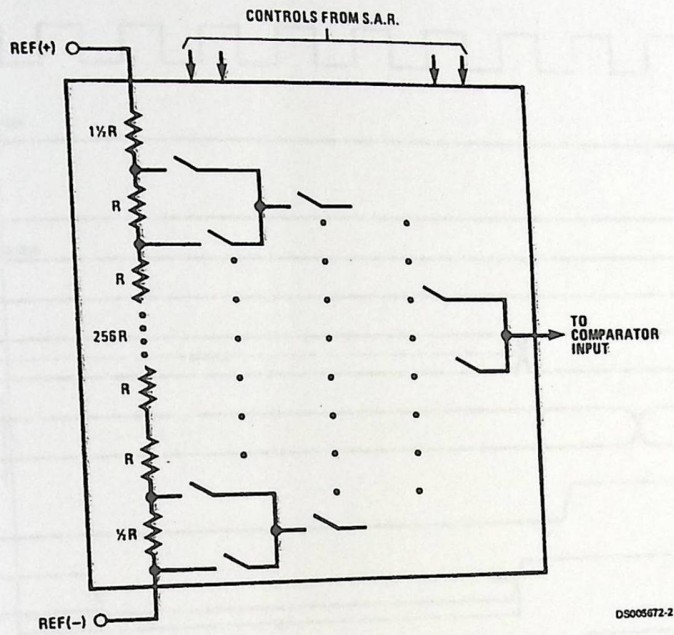 CONTROLS FROM S.A.R.
REF(+)
1½R
R
R
256R
R
R
½R
TO
COMPARATOR
INPUT
REF(–)
DS005672-2